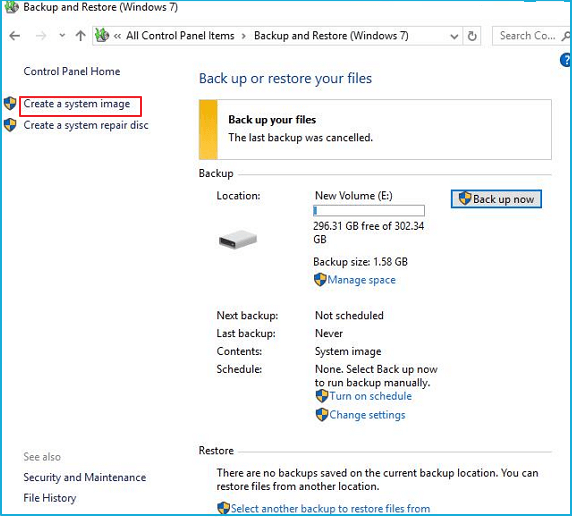 Backup and Restore (Windows 7)
« All Control Panel Items > Backup and Restore (Windows 7)
Search Co...
Control Panel Home
Create a system image
Create a system repair disc
Back up or restore your files
Back up your files
The last backup was cancelled.
Backup
Location:
New Volume (E:)
Back up now
296.31 GB free of 302.34
GB
Backup size: 1.58 GB
Manage space
Next backup: Not scheduled
Last backup: Never
Contents: System image
Schedule: None. Select Back up now
to run backup manually.
Turn on schedule
Change settings
Restore
There are no backups saved on the current backup location. You can
restore files from another location.
Select another backup to restore files from
See also
Security and Maintenance
File History